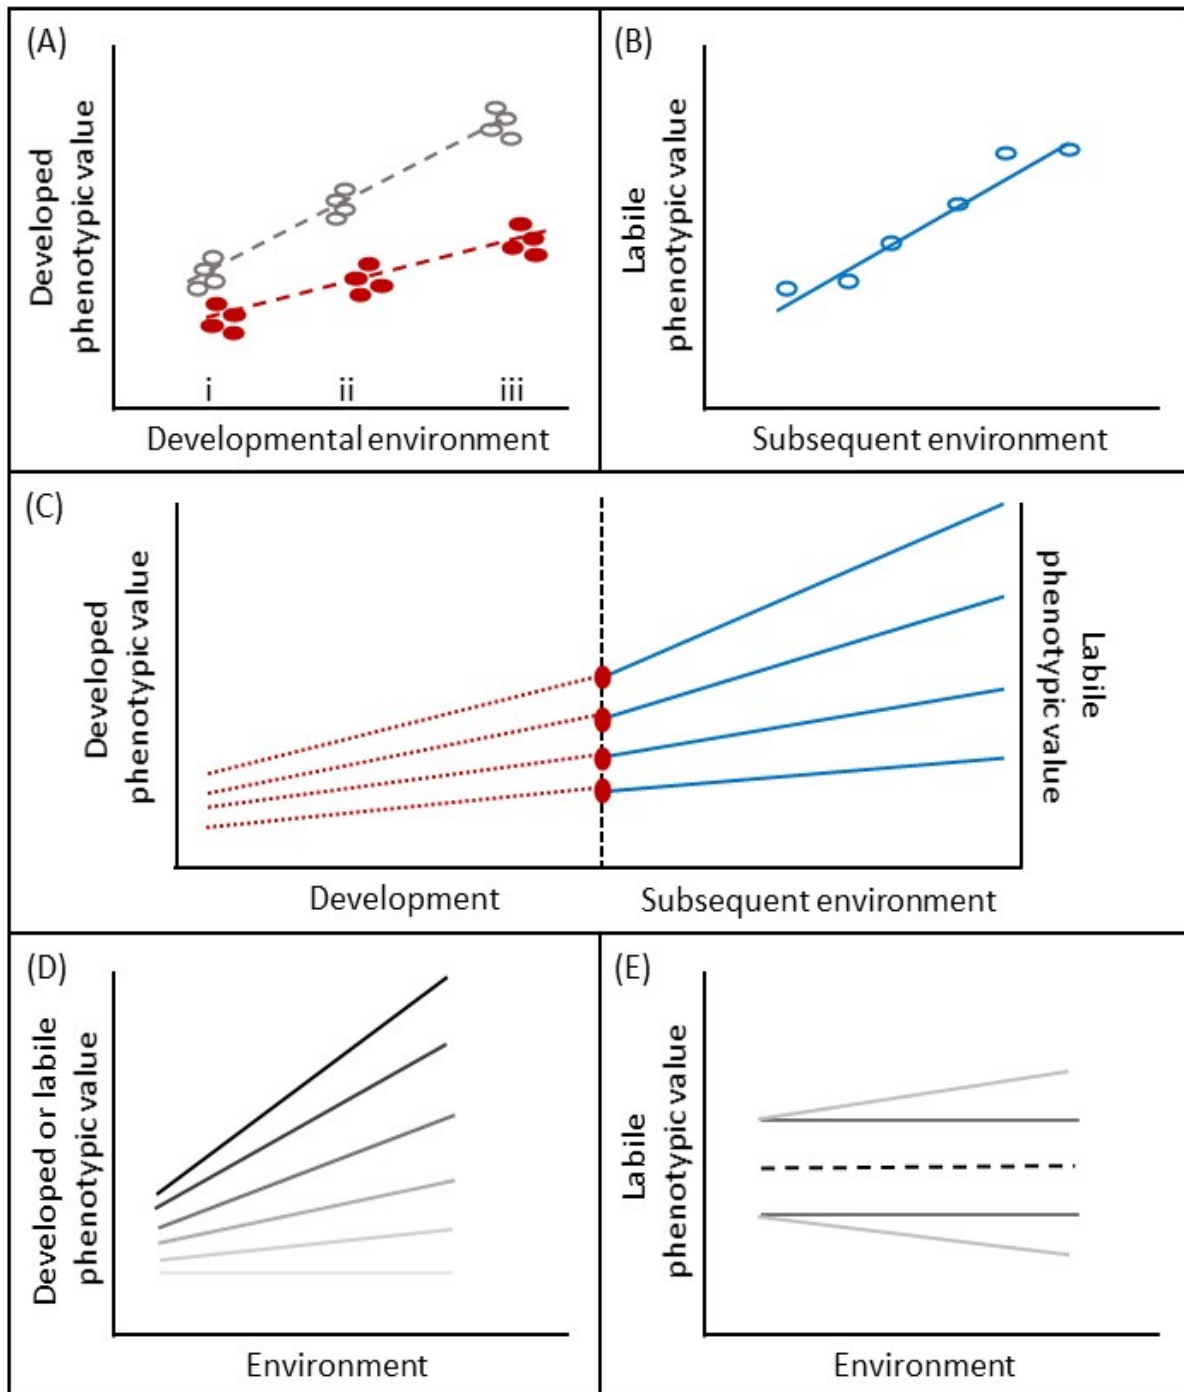 (A)
Developed
phenotypic value
i
ii
iii
Developmental environment
(B)
Labile
phenotypic value
Subsequent environment
(C)
Developed
phenotypic value
Labile
phenotypic value
Development
Subsequent environment
(D)
Developed or labile
phenotypic value
Environment
(E)
Labile
phenotypic value
Environment